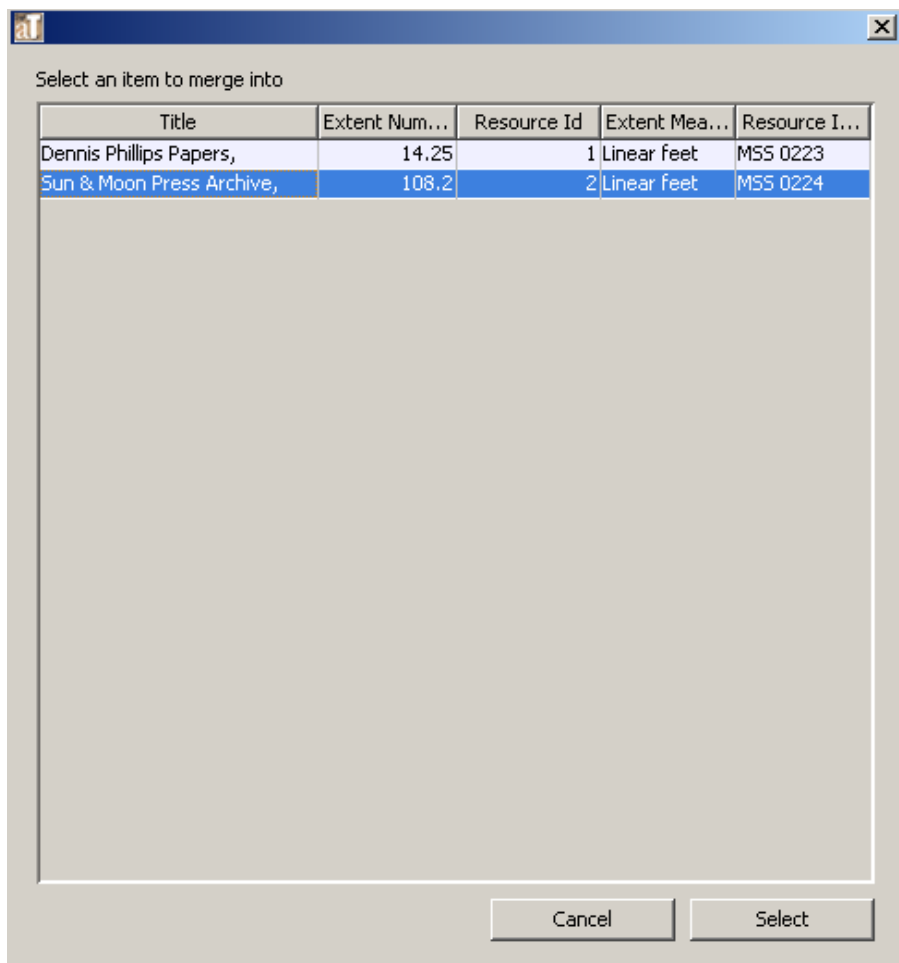 aT
Select an item to merge into
Title Extent Num... Resource Id Extent Mea... Resource I...
Dennis Phillips Papers, 14.25 1 Linear feet MSS 0223
Sun & Moon Press Archive, 108.2 2 Linear feet MSS 0224
Cancel Select